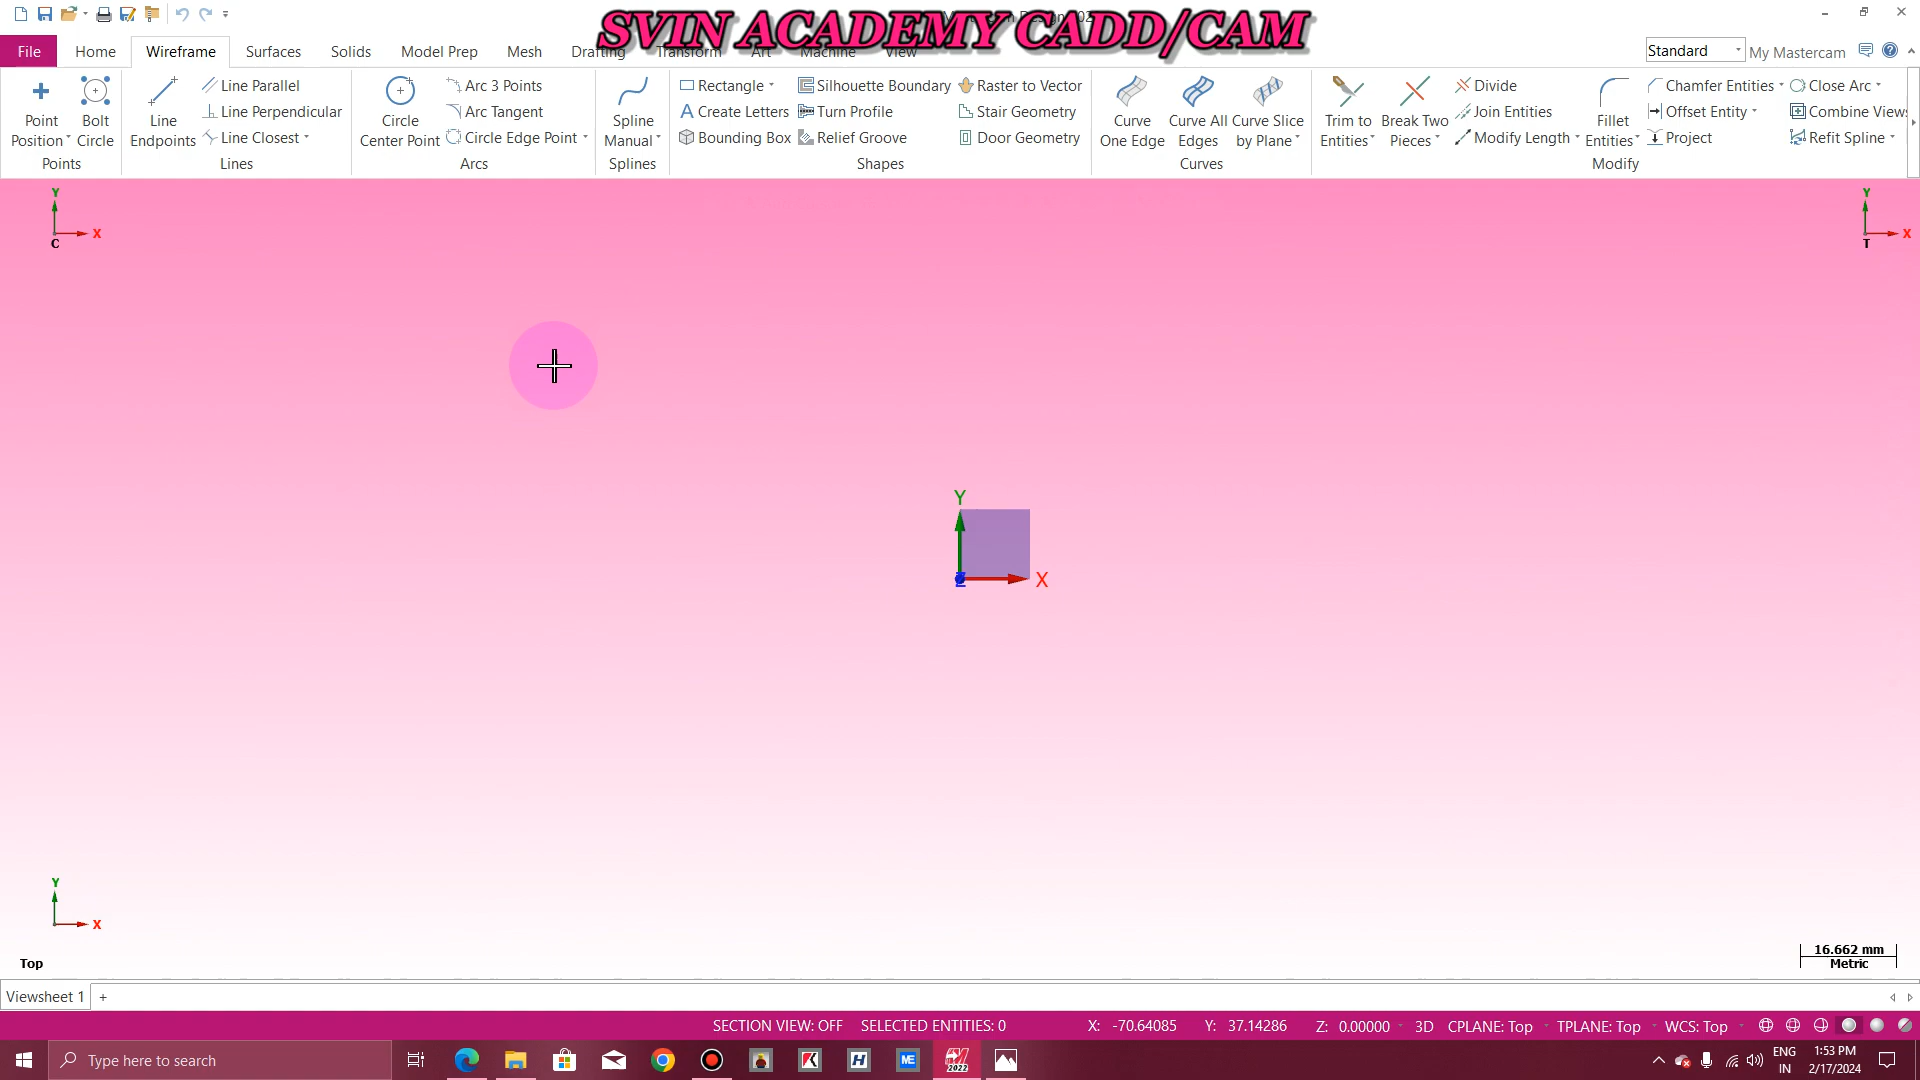 SVIN ACADEMY CADD/CAM
File Home Wireframe Surfaces Solids Model Prep Mesh Drafting Transform Art Machine View Standard My Mastercam
Point Position
Bolt Circle
Points
Line Endpoints
Line Parallel
Line Perpendicular
Line Closest
Lines
Circle Center Point
Arc 3 Points
Arc Tangent
Circle Edge Point
Arcs
Spline Manual
Splines
Rectangle
Create Letters
Bounding Box
Silhouette Boundary
Turn Profile
Relief Groove
Raster to Vector
Stair Geometry
Door Geometry
Shapes
Curve One Edge
Curve All Edges
Curve Slice by Plane
Curves
Trim to Entities
Break Two Pieces
Divide
Join Entities
Modify Length
Fillet Entities
Chamfer Entities
Offset Entity
Project
Close Arc
Combine Views
Refit Spline
Modify
Y
X
C
Y
X
T
Y
X
Z
Y
X
Top
16.662 mm
Metric
Viewsheet 1 +
SECTION VIEW: OFF SELECTED ENTITIES: 0 X: -70.64085 Y: 37.14286 Z: 0.00000 3D CPLANE: Top TPLANE: Top WCS: Top
Type here to search
H
ME
2022
ENG
IN
1:53 PM
2/17/2024